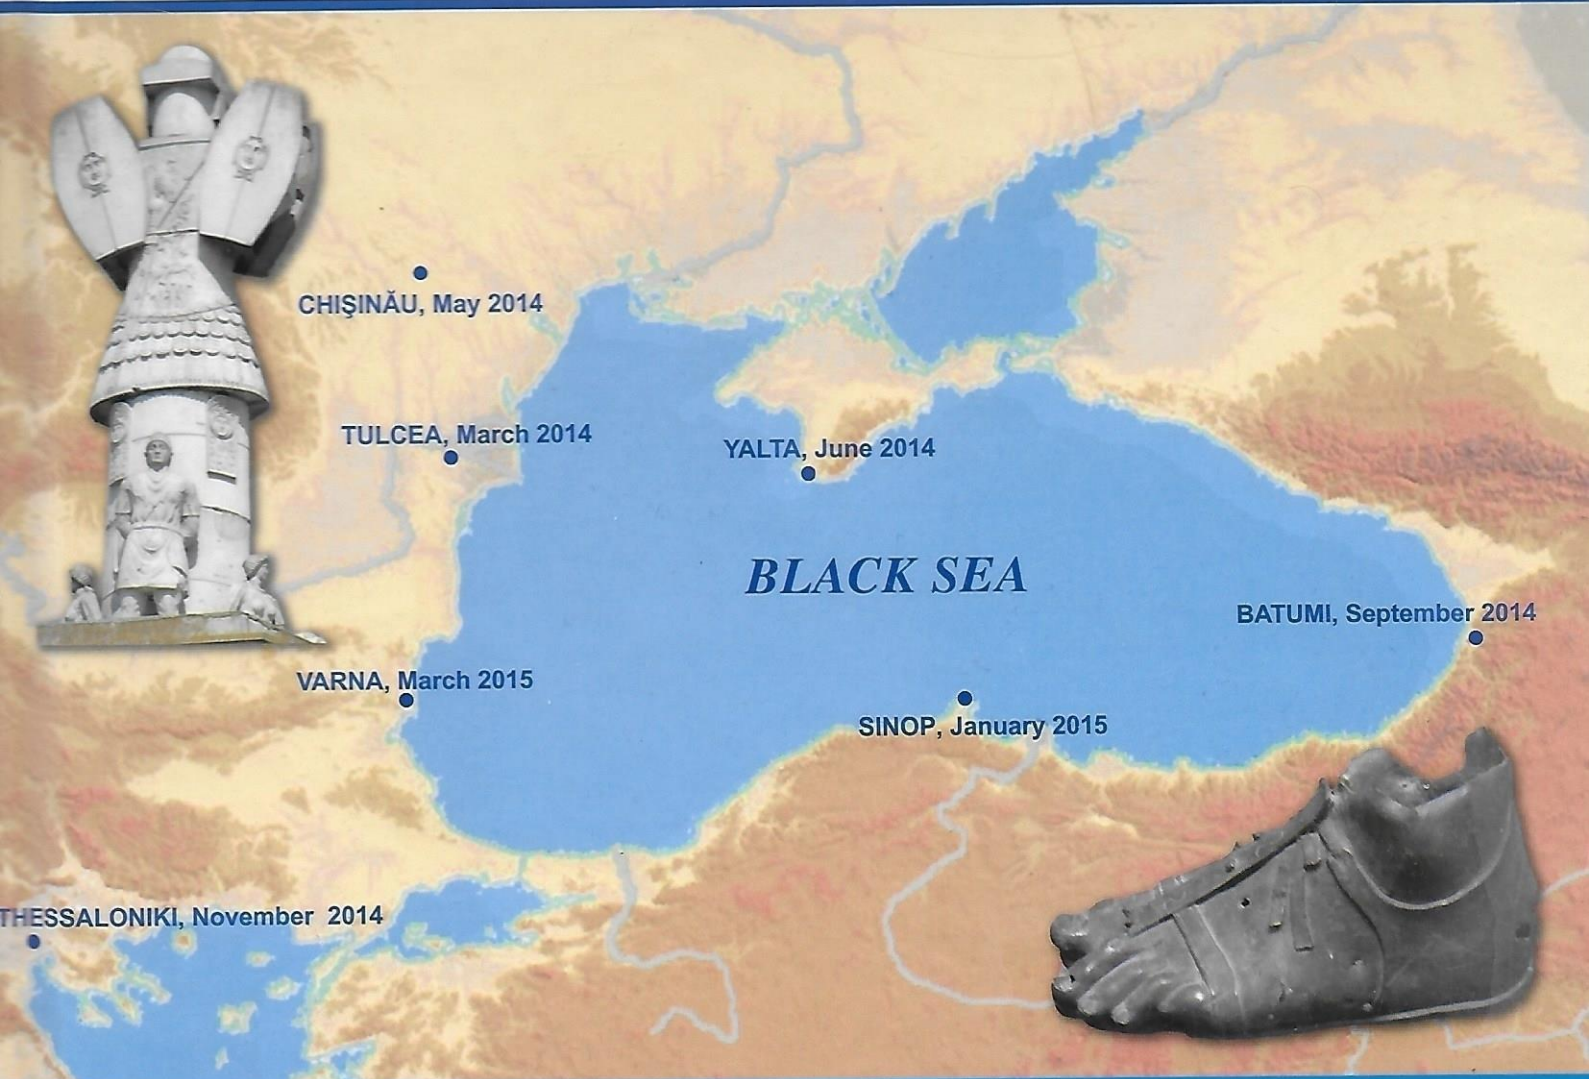 CHIŞINĂU, May 2014
TULCEA, March 2014
YALTA, June 2014
BLACK SEA
BATUMI, September 2014
VARNA, March 2015
SINOP, January 2015
THESSALONIKI, November 2014